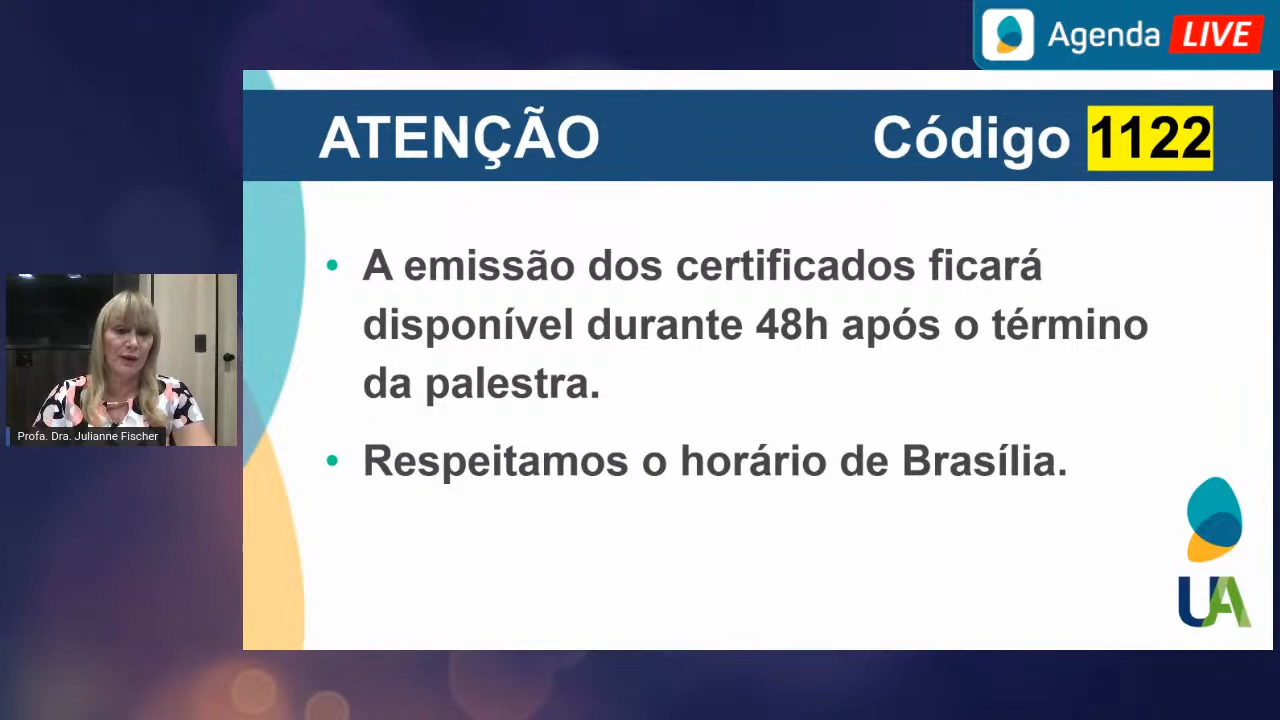 Agenda LIVE
ATENÇÃO Código 1122
• A emissão dos certificados ficará
disponível durante 48h após o término
da palestra.
• Respeitamos o horário de Brasília.
Profa. Dra. Julianne Fischer
UA